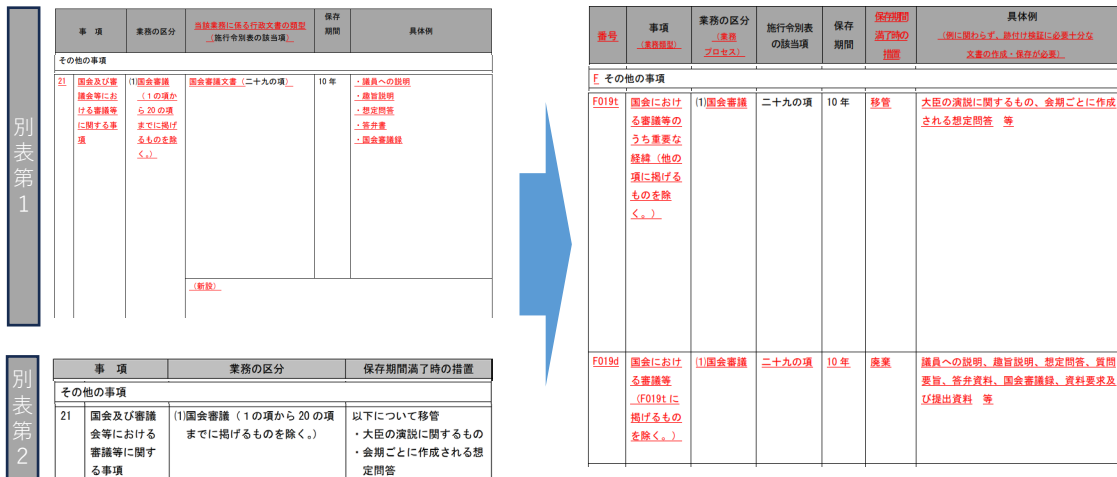 別表第1
事　項
業務の区分
当該業務に係る行政文書の類型
（施行令別表の該当項）
保存
期間
具体例
その他の事項
21
国会及び審
議会等にお
ける審議等
に関する事
項
(1)国会審議
（１の項か
ら 20 の項
までに掲げ
るものを除
く。）
国会審議文書（二十九の項）
10 年
・議員への説明
・趣旨説明
・想定問答
・答弁書
・国会審議録
（新設）
別表第2
事　項
業務の区分
保存期間満了時の措置
その他の事項
21
国会及び審議
会等における
審議等に関す
る事項
(1)国会審議（１の項から 20 の項
までに掲げるものを除く。）
以下について移管
・大臣の演説に関するもの
・会期ごとに作成される想
定問答
番号
事項
（業務類型）
業務の区分
（業務
プロセス）
施行令別表
の該当項
保存
期間
保存期間
満了時の
措置
具体例
（例に関わらず、跡付け検証に必要十分な
文書の作成・保存が必要）
F その他の事項
F019t
国会におけ
る審議等の
うち重要な
経緯（他の
項に掲げる
ものを除
く。）
(1)国会審議
二十九の項
10 年
移管
大臣の演説に関するもの、会期ごとに作成
される想定問答　等
F019d
国会におけ
る審議等
（F019t に
掲げるもの
を除く。）
(1)国会審議
二十九の項
10 年
廃棄
議員への説明、趣旨説明、想定問答、質問
要旨、答弁資料、国会審議録、資料要求及
び提出資料　等